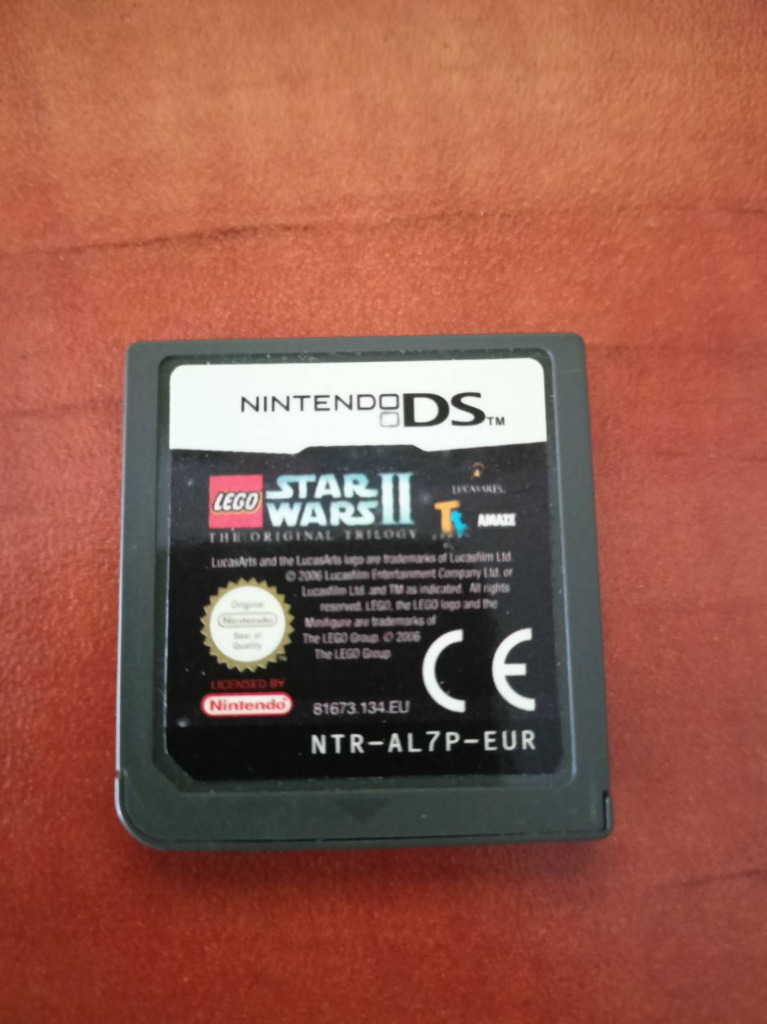 NINTENDO DS™
LEGO STAR WARS II
THE ORIGINAL TRILOGY
LUCASARTS.
T AMAZE
LucasArts and the LucasArts logo are trademarks of Lucasfilm Ltd.
© 2006 Lucasfilm Entertainment Company Ltd. or
Lucasfilm Ltd. and TM as indicated. All rights
reserved. LEGO, the LEGO logo and the
Minifigure are trademarks of
The LEGO Group. © 2006
The LEGO Group.
Original
Nintendo
Seal of
Quality
TM
CE
LICENSED BY
Nintendo®
81673.134.EU
NTR-AL7P-EUR